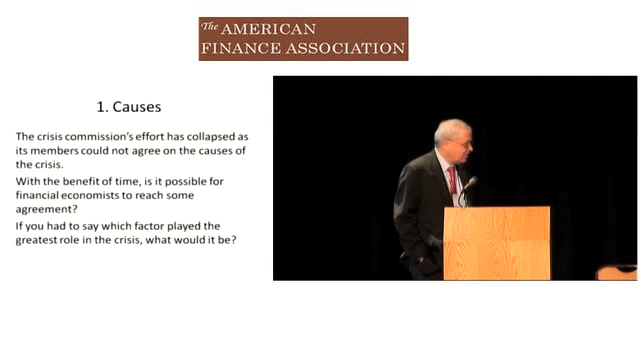 The AMERICAN
FINANCE ASSOCIATION
1. Causes
The crisis commission's effort has collapsed as
its members could not agree on the causes of
the crisis.
With the benefit of time, is it possible for
financial economists to reach some
agreement?
If you had to say which factor played the
greatest role in the crisis, what would it be?